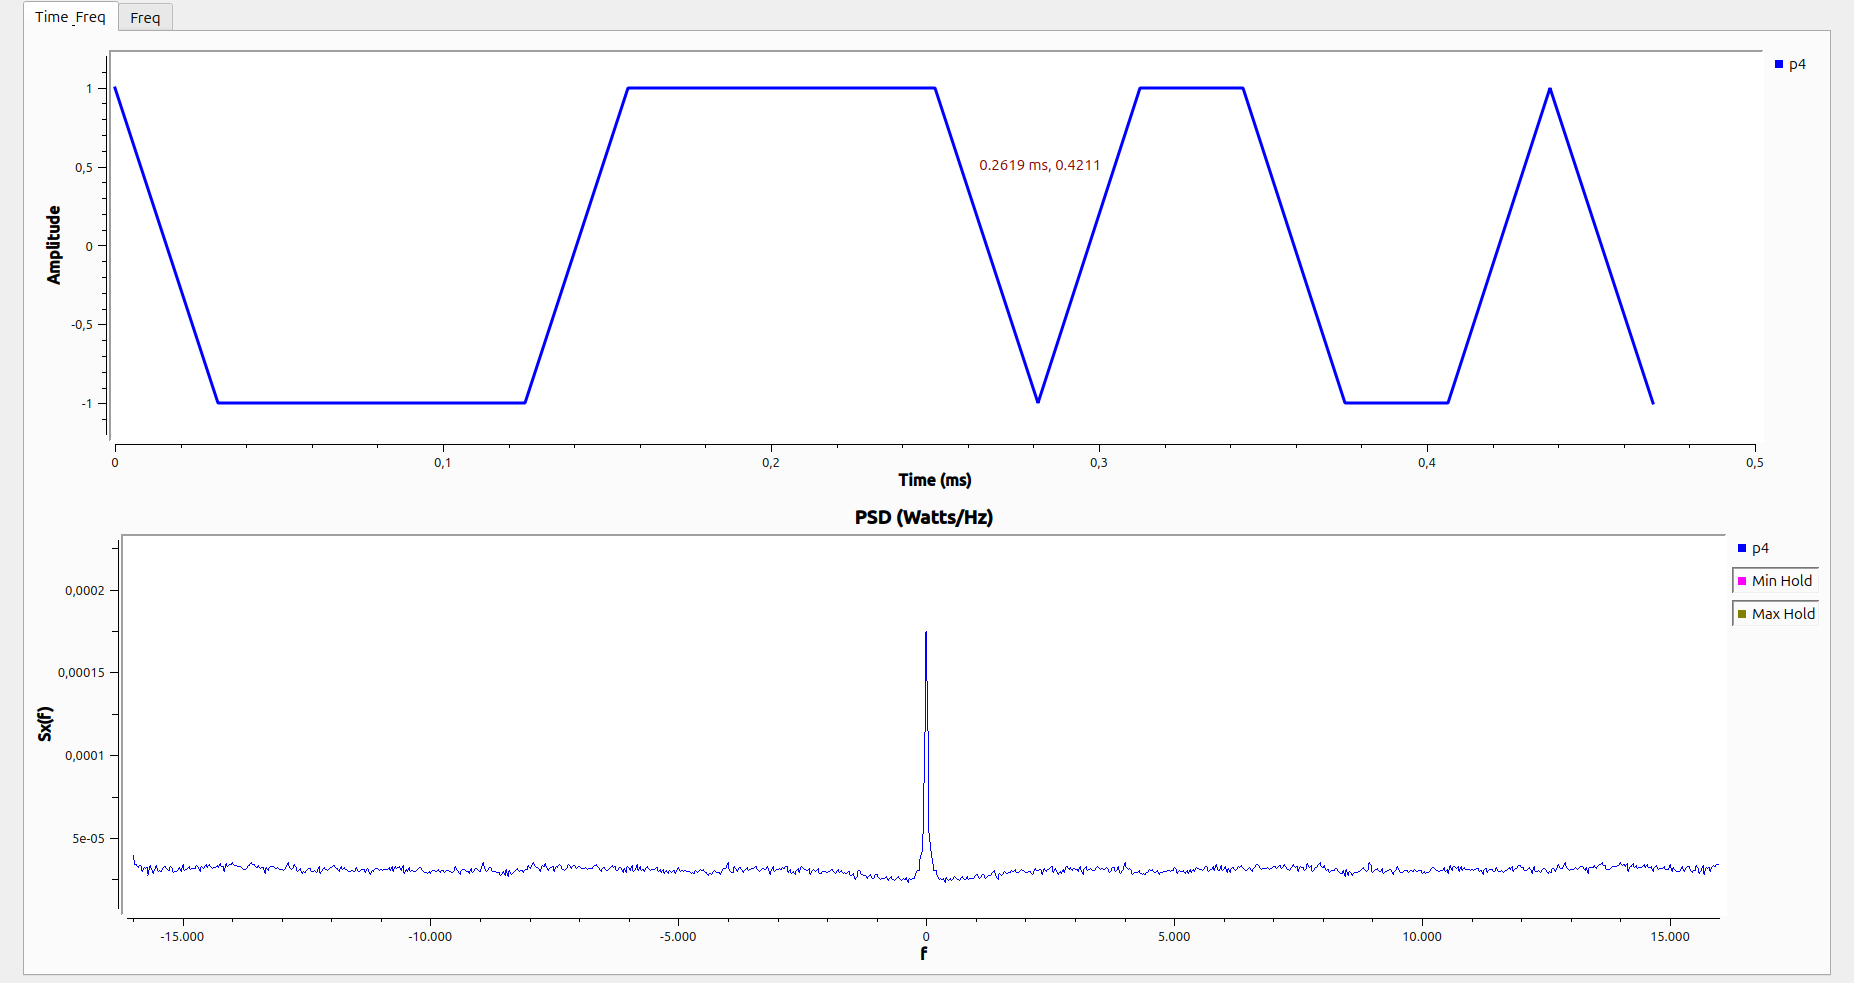 Time_Freq
Freq
p4
1
0,5
0
-0,5
-1
Amplitude
0.2619 ms, 0.4211
0 0,1 0,2 0,3 0,4 0,5
Time (ms)
PSD (Watts/Hz)
p4
Min Hold
Max Hold
0,0002
0,00015
0,0001
5e-05
Sx(f)
-15.000 -10.000 -5.000 0 5.000 10.000 15.000
f